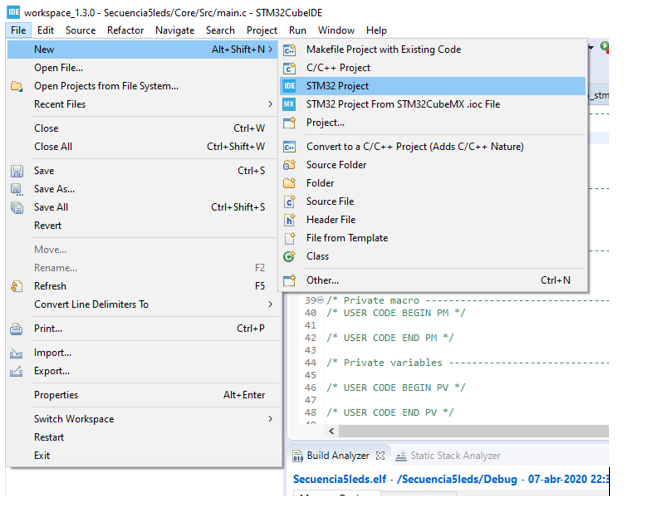 IDE workspace_1.3.0 - Secuencia5leds/Core/Src/main.c - STM32CubeIDE
File Edit Source Refactor Navigate Search Project Run Window Help
New Alt+Shift+N >
Open File...
Open Projects from File System...
Recent Files >
Close Ctrl+W
Close All Ctrl+Shift+W
Save Ctrl+S
Save As...
Save All Ctrl+Shift+S
Revert
Move...
Rename... F2
Refresh F5
Convert Line Delimiters To >
Print... Ctrl+P
Import...
Export...
Properties Alt+Enter
Switch Workspace >
Restart
Exit
Makefile Project with Existing Code
C/C++ Project
IDE STM32 Project
MX STM32 Project From STM32CubeMX .ioc File
Project...
Convert to a C/C++ Project (Adds C/C++ Nature)
Source Folder
Folder
Source File
Header File
File from Template
Class
Other... Ctrl+N
_stm
39 /* Private macro -----------------------------------
40 /* USER CODE BEGIN PM */
41
42 /* USER CODE END PM */
43
44 /* Private variables -------------------------------
45
46 /* USER CODE BEGIN PV */
47
48 /* USER CODE END PV */
Build Analyzer Static Stack Analyzer
Secuencia5leds.elf - /Secuencia5leds/Debug - 07-abr-2020 22:3